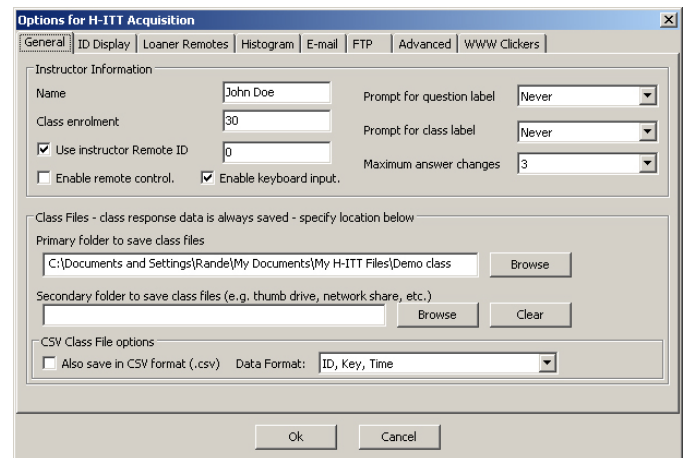 Options for H-ITT Acquisition
General ID Display Loaner Remotes Histogram E-mail FTP Advanced WWW Clickers
Instructor Information
Name John Doe Prompt for question label Never
Class enrolment 30 Prompt for class label Never
Use instructor Remote ID 0 Maximum answer changes 3
Enable remote control. Enable keyboard input.
Class Files - class response data is always saved - specify location below
Primary folder to save class files
C:\Documents and Settings\Rande\My Documents\My H-ITT Files\Demo class Browse
Secondary folder to save class files (e.g. thumb drive, network share, etc.)
Browse Clear
CSV Class File options
Also save in CSV format (.csv) Data Format: ID, Key, Time
Ok Cancel